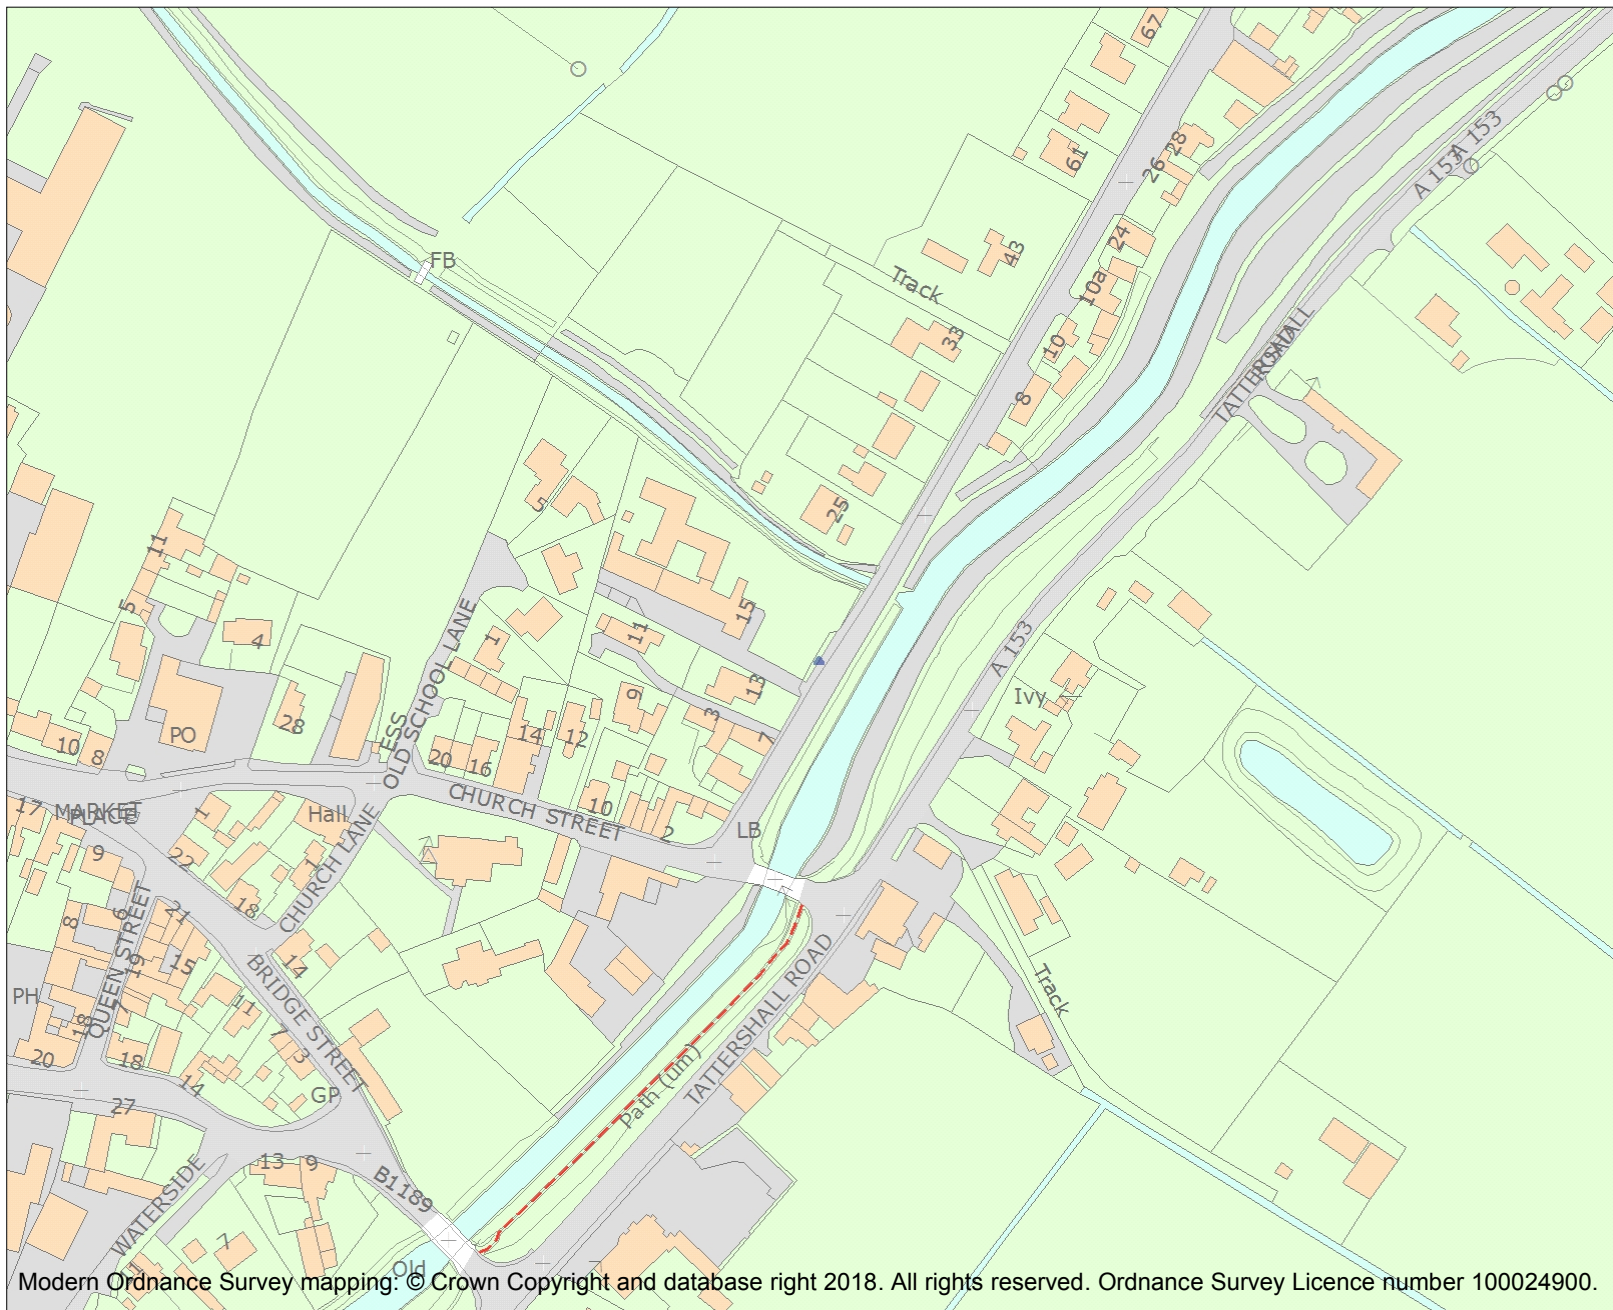 67
A 153
A 153
61
26
28
FB
24
43
Track
10a
33
10
8
TATTERSHALL
ROAD
5
25
11
5
15
4
11
1
OLD SCHOOL LANE
A 153
13
9
3
Ivy
28
ESS
PO
10
8
14
12
7
20
16
CHURCH STREET
10
2
LB
17
MARKET
PLACE
1
Hall
9
22
1
CHURCH LANE
18
21
8
6
QUEEN STREET
19
15
14
BRIDGE STREET
TATTERSHALL ROAD
Track
PH
11
7
18
7
3
20
18
14
GP
Path (um)
27
13
9
B1189
WATERSIDE
7
11
Old
Modern Ordnance Survey mapping: © Crown Copyright and database right 2018. All rights reserved. Ordnance Survey Licence number 100024900.